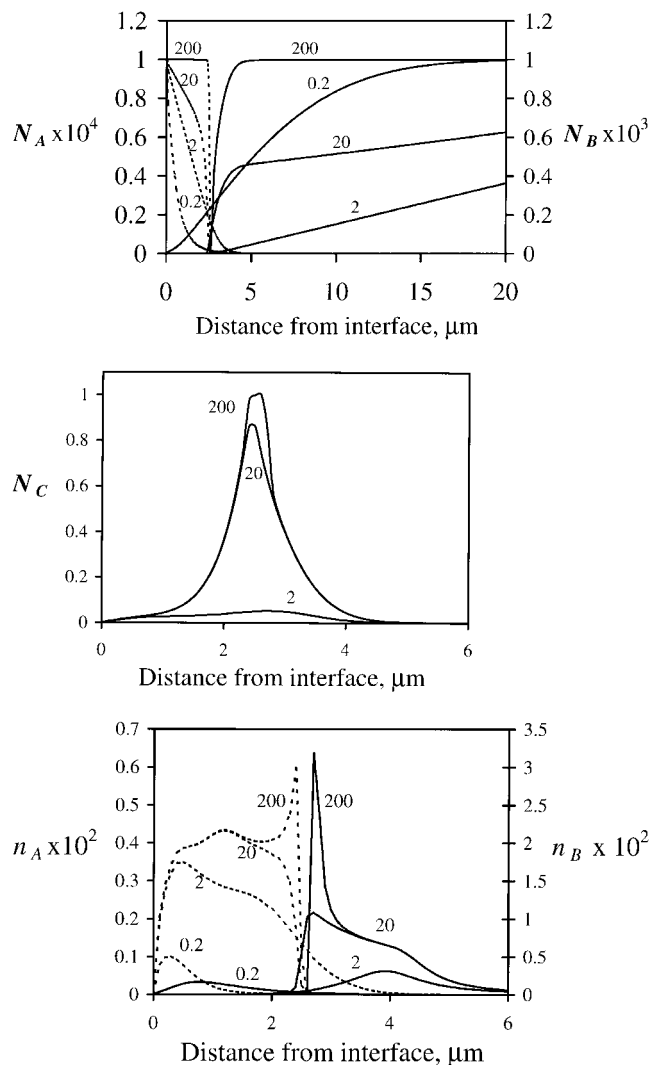 1.2 1.2
200 200
1 1
0.2
20
0.8 0.8
N_A x10^4 N_B x10^3
0.6 20 0.6
2
0.4 0.4
0.2 0.2 2 0.2
0 0
0 5 10 15 20
Distance from interface, μm
1
200
0.8
N_C 20
0.6
0.4
0.2 2
0
0 2 4 6
Distance from interface, μm
0.7 3.5
0.6 3
200 200
0.5 2.5
n_A x10^2 n_B x 10^2
0.4 2
20
0.3 2 1.5
0.2 20 1
0.2
0.1 0.2 2 0.5
0 0
0 2 4 6
Distance from interface, μm